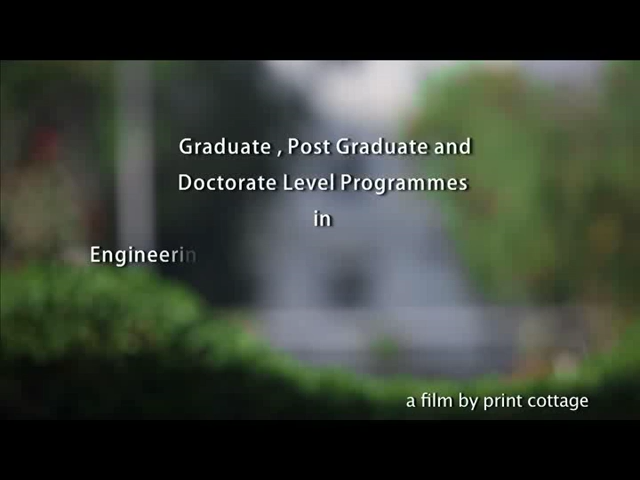 Graduate , Post Graduate and
Doctorate Level Programmes
in
Engineerin
a film by print cottage